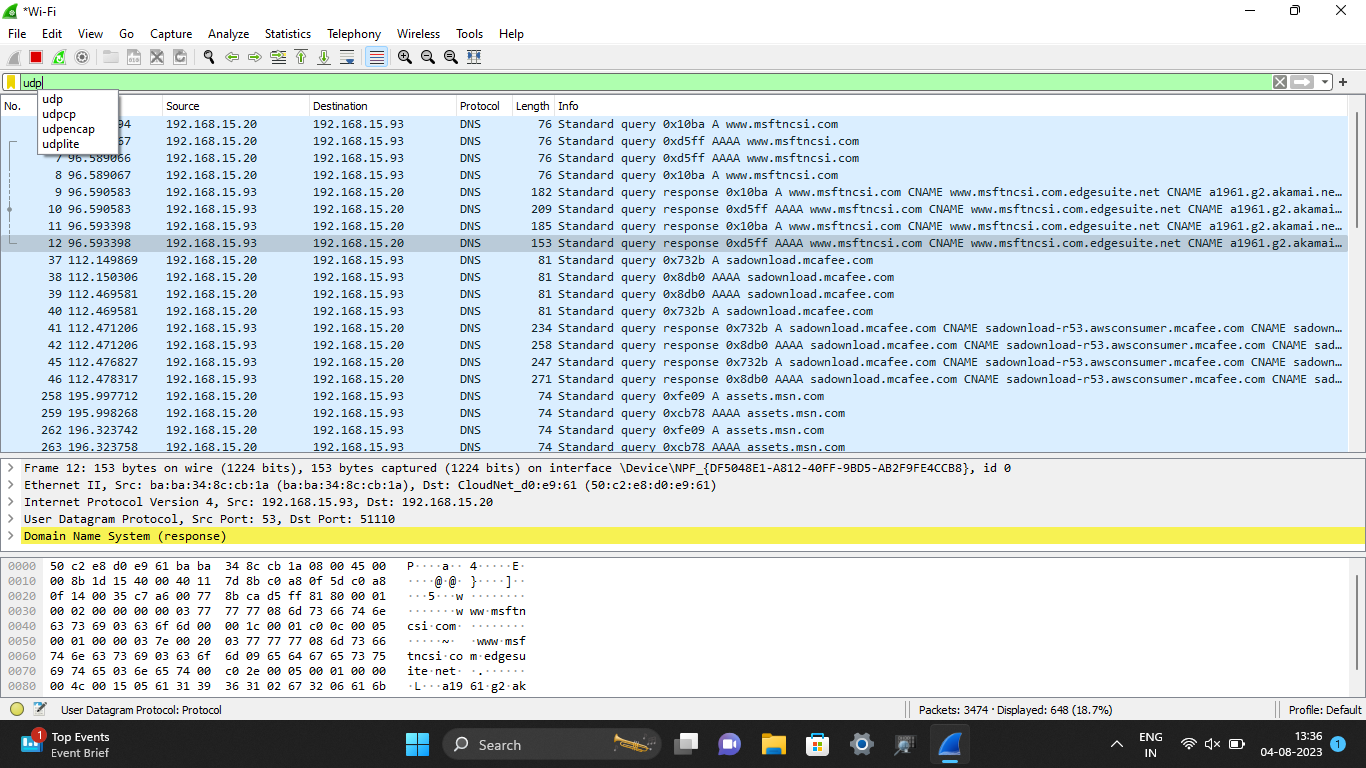 *Wi-Fi
File Edit View Go Capture Analyze Statistics Telephony Wireless Tools Help
udp
udp
udpcp
udpencap
udplite
No. Source Destination Protocol Length Info
94 192.168.15.20 192.168.15.93 DNS 76 Standard query 0x10ba A www.msftncsi.com
67 192.168.15.20 192.168.15.93 DNS 76 Standard query 0xd5ff AAAA www.msftncsi.com
7 96.589066 192.168.15.20 192.168.15.93 DNS 76 Standard query 0xd5ff AAAA www.msftncsi.com
8 96.589067 192.168.15.20 192.168.15.93 DNS 76 Standard query 0x10ba A www.msftncsi.com
9 96.590583 192.168.15.93 192.168.15.20 DNS 182 Standard query response 0x10ba A www.msftncsi.com CNAME www.msftncsi.com.edgesuite.net CNAME a1961.g2.akamai.ne…
10 96.590583 192.168.15.93 192.168.15.20 DNS 209 Standard query response 0xd5ff AAAA www.msftncsi.com CNAME www.msftncsi.com.edgesuite.net CNAME a1961.g2.akamai…
11 96.593398 192.168.15.93 192.168.15.20 DNS 185 Standard query response 0x10ba A www.msftncsi.com CNAME www.msftncsi.com.edgesuite.net CNAME a1961.g2.akamai.ne…
12 96.593398 192.168.15.93 192.168.15.20 DNS 153 Standard query response 0xd5ff AAAA www.msftncsi.com CNAME www.msftncsi.com.edgesuite.net CNAME a1961.g2.akamai…
37 112.149869 192.168.15.20 192.168.15.93 DNS 81 Standard query 0x732b A sadownload.mcafee.com
38 112.150306 192.168.15.20 192.168.15.93 DNS 81 Standard query 0x8db0 AAAA sadownload.mcafee.com
39 112.469581 192.168.15.20 192.168.15.93 DNS 81 Standard query 0x8db0 AAAA sadownload.mcafee.com
40 112.469581 192.168.15.20 192.168.15.93 DNS 81 Standard query 0x732b A sadownload.mcafee.com
41 112.471206 192.168.15.93 192.168.15.20 DNS 234 Standard query response 0x732b A sadownload.mcafee.com CNAME sadownload-r53.awsconsumer.mcafee.com CNAME sadown…
42 112.471206 192.168.15.93 192.168.15.20 DNS 258 Standard query response 0x8db0 AAAA sadownload.mcafee.com CNAME sadownload-r53.awsconsumer.mcafee.com CNAME sad…
45 112.476827 192.168.15.93 192.168.15.20 DNS 247 Standard query response 0x732b A sadownload.mcafee.com CNAME sadownload-r53.awsconsumer.mcafee.com CNAME sadown…
46 112.478317 192.168.15.93 192.168.15.20 DNS 271 Standard query response 0x8db0 AAAA sadownload.mcafee.com CNAME sadownload-r53.awsconsumer.mcafee.com CNAME sad…
258 195.997712 192.168.15.20 192.168.15.93 DNS 74 Standard query 0xfe09 A assets.msn.com
259 195.998268 192.168.15.20 192.168.15.93 DNS 74 Standard query 0xcb78 AAAA assets.msn.com
262 196.323742 192.168.15.20 192.168.15.93 DNS 74 Standard query 0xfe09 A assets.msn.com
263 196.323758 192.168.15.20 192.168.15.93 DNS 74 Standard query 0xcb78 AAAA assets.msn.com
Frame 12: 153 bytes on wire (1224 bits), 153 bytes captured (1224 bits) on interface \Device\NPF_{DF5048E1-A812-40FF-9BD5-AB2F9FE4CCB8}, id 0
Ethernet II, Src: ba:ba:34:8c:cb:1a (ba:ba:34:8c:cb:1a), Dst: CloudNet_d0:e9:61 (50:c2:e8:d0:e9:61)
Internet Protocol Version 4, Src: 192.168.15.93, Dst: 192.168.15.20
User Datagram Protocol, Src Port: 53, Dst Port: 51110
Domain Name System (response)
0000 50 c2 e8 d0 e9 61 ba ba 34 8c cb 1a 08 00 45 00 P····a·· 4·····E·
0010 00 8b 1d 15 40 00 40 11 7d 8b c0 a8 0f 5d c0 a8 ····@·@· }····]··
0020 0f 14 00 35 c7 a6 00 77 8b ca d5 ff 81 80 00 01 ···5···w ········
0030 00 02 00 00 00 00 03 77 77 77 08 6d 73 66 74 6e ·······w ww·msftn
0040 63 73 69 03 63 6f 6d 00 00 1c 00 01 c0 0c 00 05 csi·com· ········
0050 00 01 00 00 03 7e 00 20 03 77 77 77 08 6d 73 66 ·····~·  ·www·msf
0060 74 6e 63 73 69 03 63 6f 6d 09 65 64 67 65 73 75 tncsi·co m·edgesu
0070 69 74 65 03 6e 65 74 00 c0 2e 00 05 00 01 00 00 ite·net· ·.······
0080 00 4c 00 15 05 61 31 39 36 31 02 67 32 06 61 6b ·L···a19 61·g2·ak
User Datagram Protocol: Protocol
Packets: 3474 · Displayed: 648 (18.7%)
Profile: Default
1
Top Events
Event Brief
Search
ENG
IN
13:36
04-08-2023
1